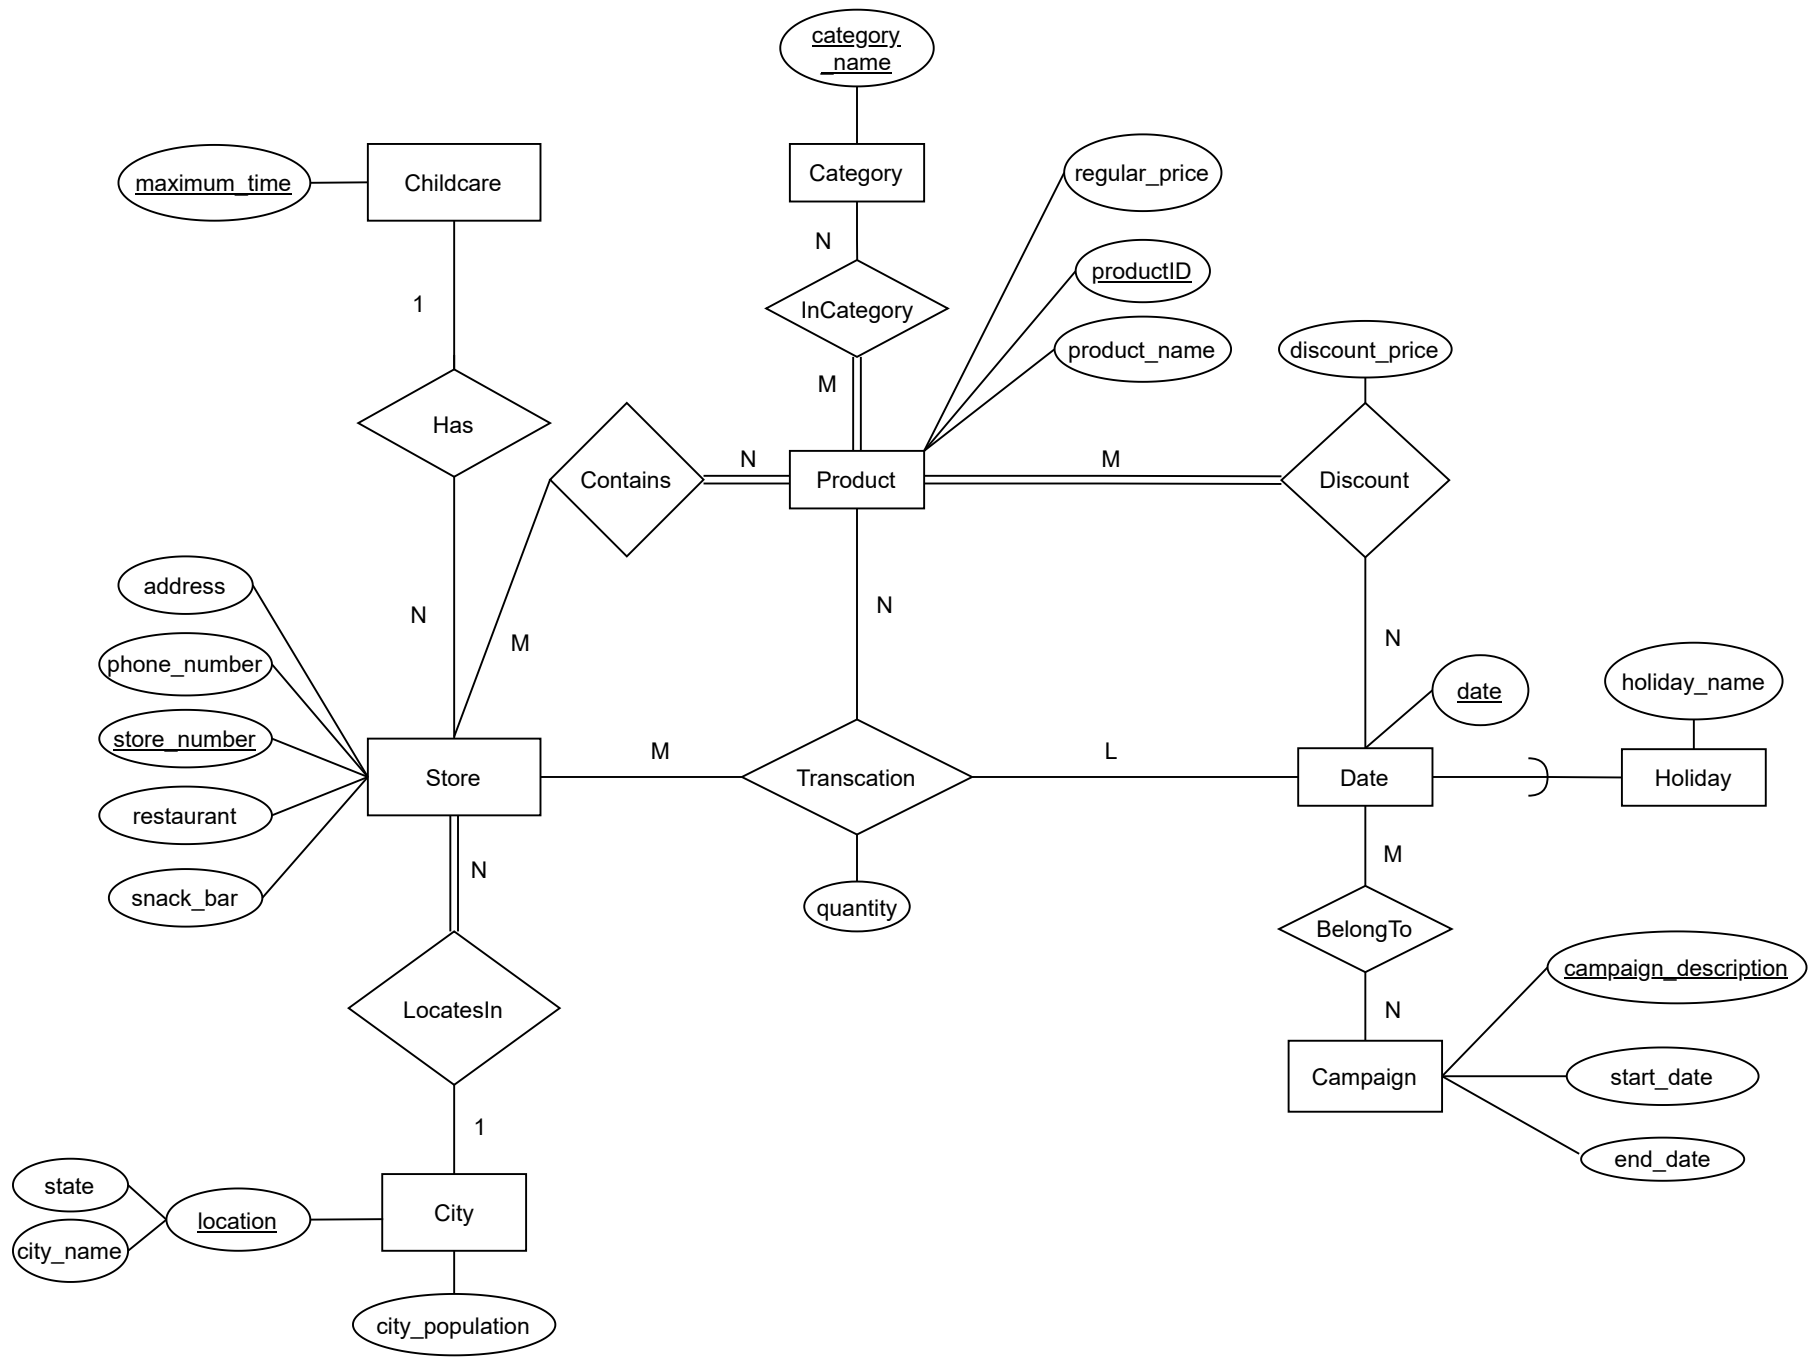 category
_name
Childcare
maximum_time
Category
regular_price
N
productID
1
InCategory
product_name
discount_price
M
Has
Contains
N
Product
M
Discount
address
N
N
M
N
phone_number
date
holiday_name
store_number
Store
M
Transcation
L
Date
Holiday
restaurant
N
M
snack_bar
quantity
BelongTo
campaign_description
LocatesIn
N
Campaign
start_date
1
end_date
state
location
City
city_name
city_population